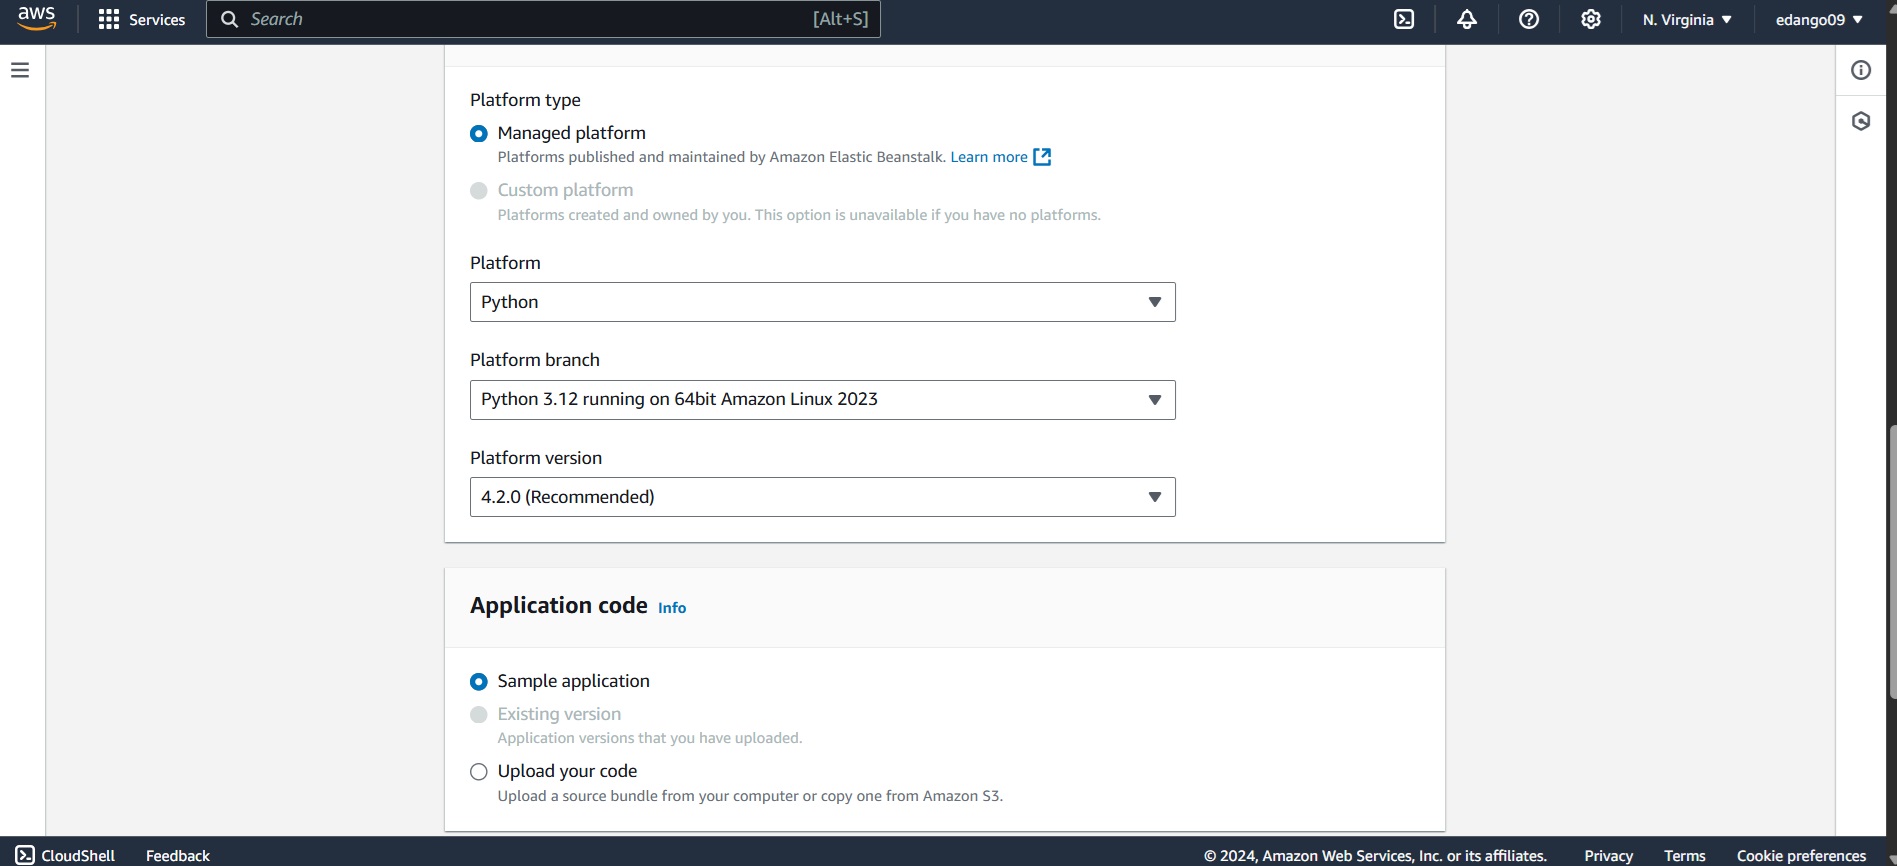 aws Services Search [Alt+S] N. Virginia edango09
Platform type
Managed platform
Platforms published and maintained by Amazon Elastic Beanstalk. Learn more
Custom platform
Platforms created and owned by you. This option is unavailable if you have no platforms.
Platform
Python
Platform branch
Python 3.12 running on 64bit Amazon Linux 2023
Platform version
4.2.0 (Recommended)
Application code Info
Sample application
Existing version
Application versions that you have uploaded.
Upload your code
Upload a source bundle from your computer or copy one from Amazon S3.
CloudShell Feedback © 2024, Amazon Web Services, Inc. or its affiliates. Privacy Terms Cookie preferences